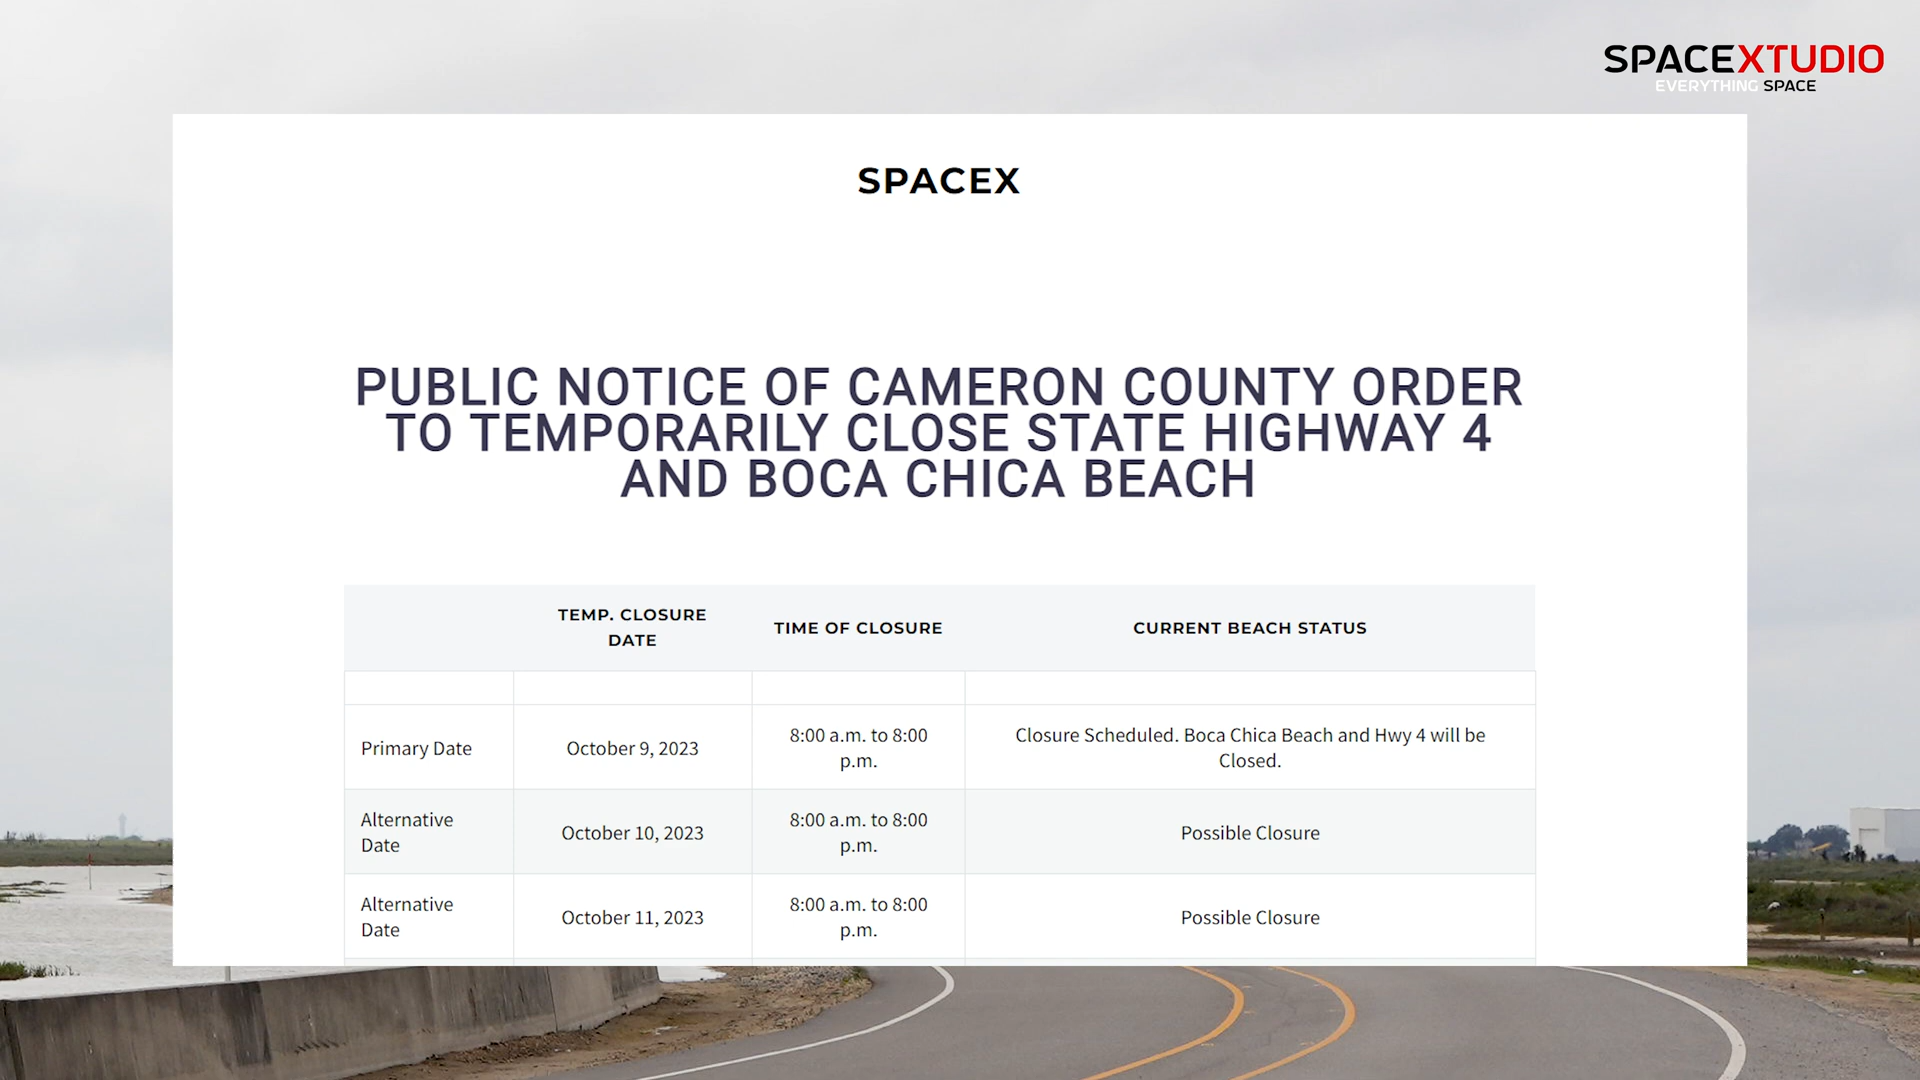 SPACEXTUDIO
EVERYTHING SPACE
SPACEX
PUBLIC NOTICE OF CAMERON COUNTY ORDER
TO TEMPORARILY CLOSE STATE HIGHWAY 4
AND BOCA CHICA BEACH
TEMP. CLOSURE
DATE
TIME OF CLOSURE
CURRENT BEACH STATUS
Primary Date
October 9, 2023
8:00 a.m. to 8:00
p.m.
Closure Scheduled. Boca Chica Beach and Hwy 4 will be
Closed.
Alternative
Date
October 10, 2023
8:00 a.m. to 8:00
p.m.
Possible Closure
Alternative
Date
October 11, 2023
8:00 a.m. to 8:00
p.m.
Possible Closure